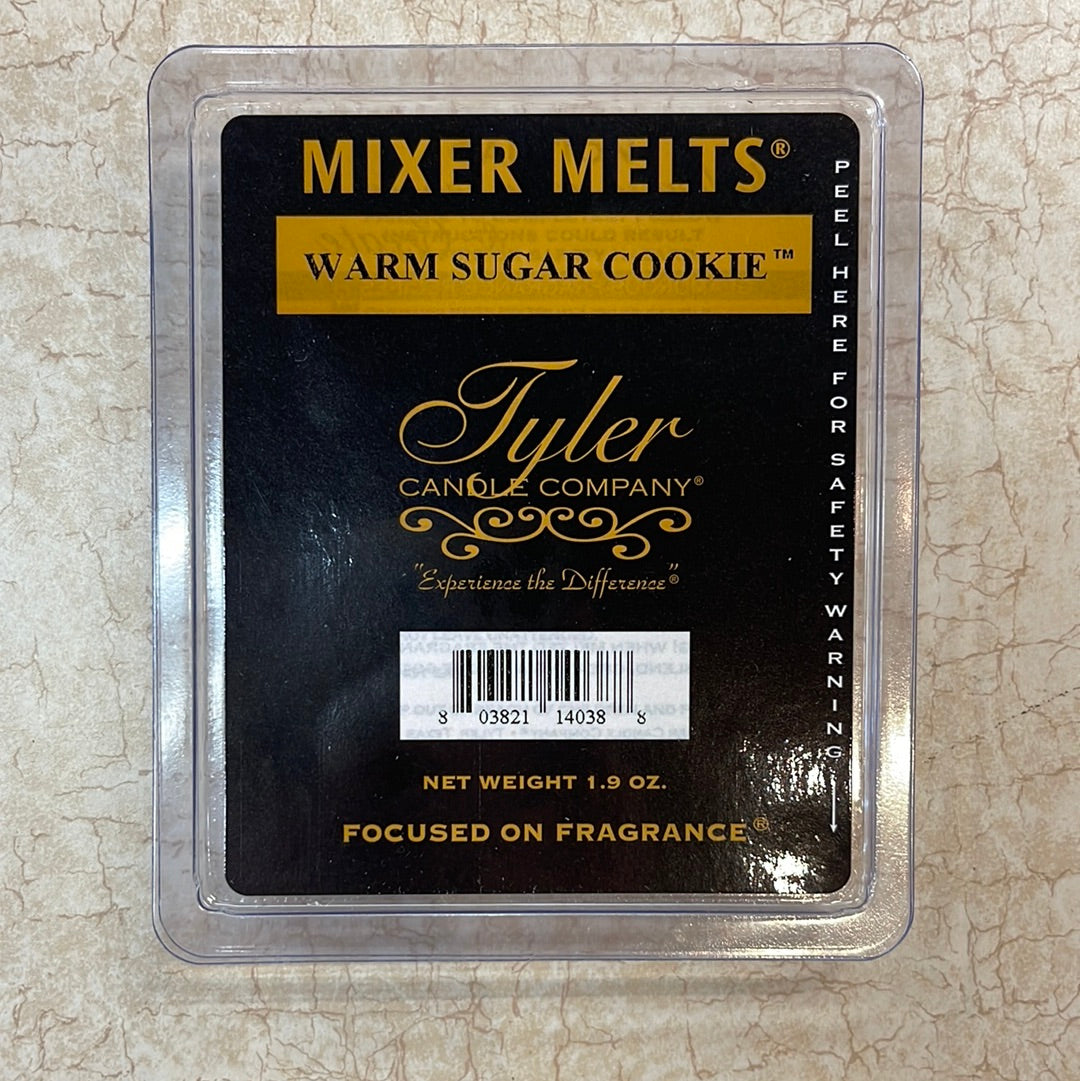 MIXER MELTS®
WARM SUGAR COOKIE™
Tyler
CANDLE COMPANY®
"Experience the Difference"®
8 03821 14038 8
NET WEIGHT 1.9 OZ.
FOCUSED ON FRAGRANCE®
PEEL HERE FOR SAFETY WARNING